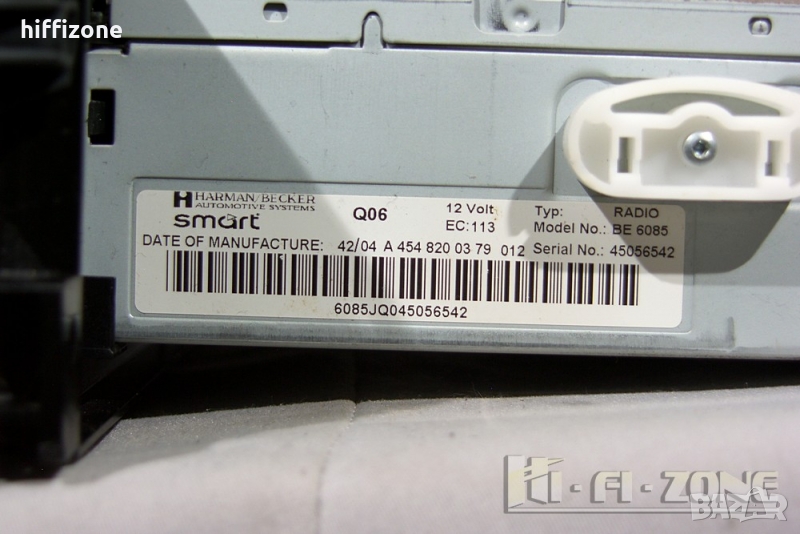 hiffizone
HARMAN/BECKER
AUTOMOTIVE SYSTEMS
smart
Q06
12 Volt
EC:113
Typ: RADIO
Model No.: BE 6085
DATE OF MANUFACTURE: 42/04 A 454 820 03 79 012 Serial No.: 45056542
6085JQ045056542
HI-FI-ZONE
BAZAR